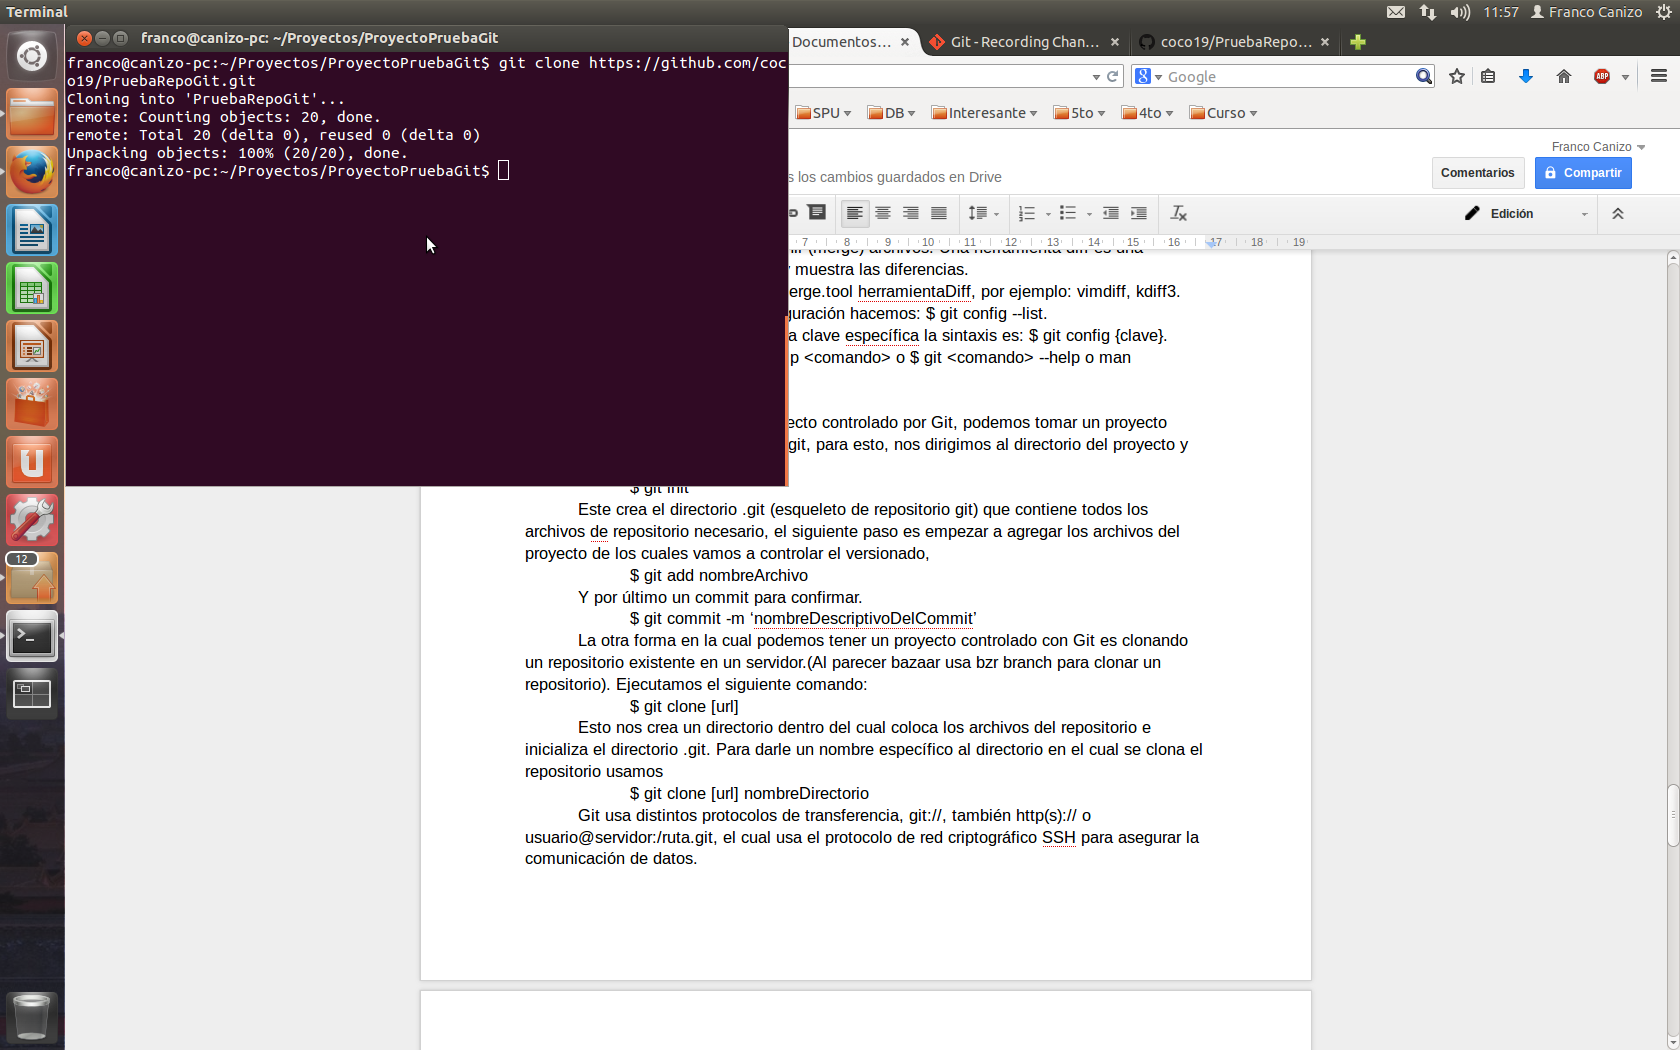 Terminal
11:57
Franco Canizo
franco@canizo-pc: ~/Proyectos/ProyectoPruebaGit
franco@canizo-pc:~/Proyectos/ProyectoPruebaGit$ git clone https://github.com/coc
o19/PruebaRepoGit.git
Cloning into 'PruebaRepoGit'...
remote: Counting objects: 20, done.
remote: Total 20 (delta 0), reused 0 (delta 0)
Unpacking objects: 100% (20/20), done.
franco@canizo-pc:~/Proyectos/ProyectoPruebaGit$
12
Documentos...
Git - Recording Chan...
coco19/PruebaRepo...
8
Google
ABP
SPU
DB
Interesante
5to
4to
Curso
Franco Canizo
s los cambios guardados en Drive
Comentarios
Compartir
Edición
7 8 9 10 11 12 13 14 15 16 17 18 19
(merge) archivos. Una herramienta diff es una
muestra las diferencias.
erge.tool herramientaDiff, por ejemplo: vimdiff, kdiff3.
guración hacemos: $ git config --list.
a clave específica la sintaxis es: $ git config {clave}.
p <comando> o $ git <comando> --help o man
ecto controlado por Git, podemos tomar un proyecto
git, para esto, nos dirigimos al directorio del proyecto y
$ git init
Este crea el directorio .git (esqueleto de repositorio git) que contiene todos los
archivos de repositorio necesario, el siguiente paso es empezar a agregar los archivos del
proyecto de los cuales vamos a controlar el versionado,
$ git add nombreArchivo
Y por último un commit para confirmar.
$ git commit -m ‘nombreDescriptivoDelCommit’
La otra forma en la cual podemos tener un proyecto controlado con Git es clonando
un repositorio existente en un servidor.(Al parecer bazaar usa bzr branch para clonar un
repositorio). Ejecutamos el siguiente comando:
$ git clone [url]
Esto nos crea un directorio dentro del cual coloca los archivos del repositorio e
inicializa el directorio .git. Para darle un nombre específico al directorio en el cual se clona el
repositorio usamos
$ git clone [url] nombreDirectorio
Git usa distintos protocolos de transferencia, git://, también http(s):// o
usuario@servidor:/ruta.git, el cual usa el protocolo de red criptográfico SSH para asegurar la
comunicación de datos.